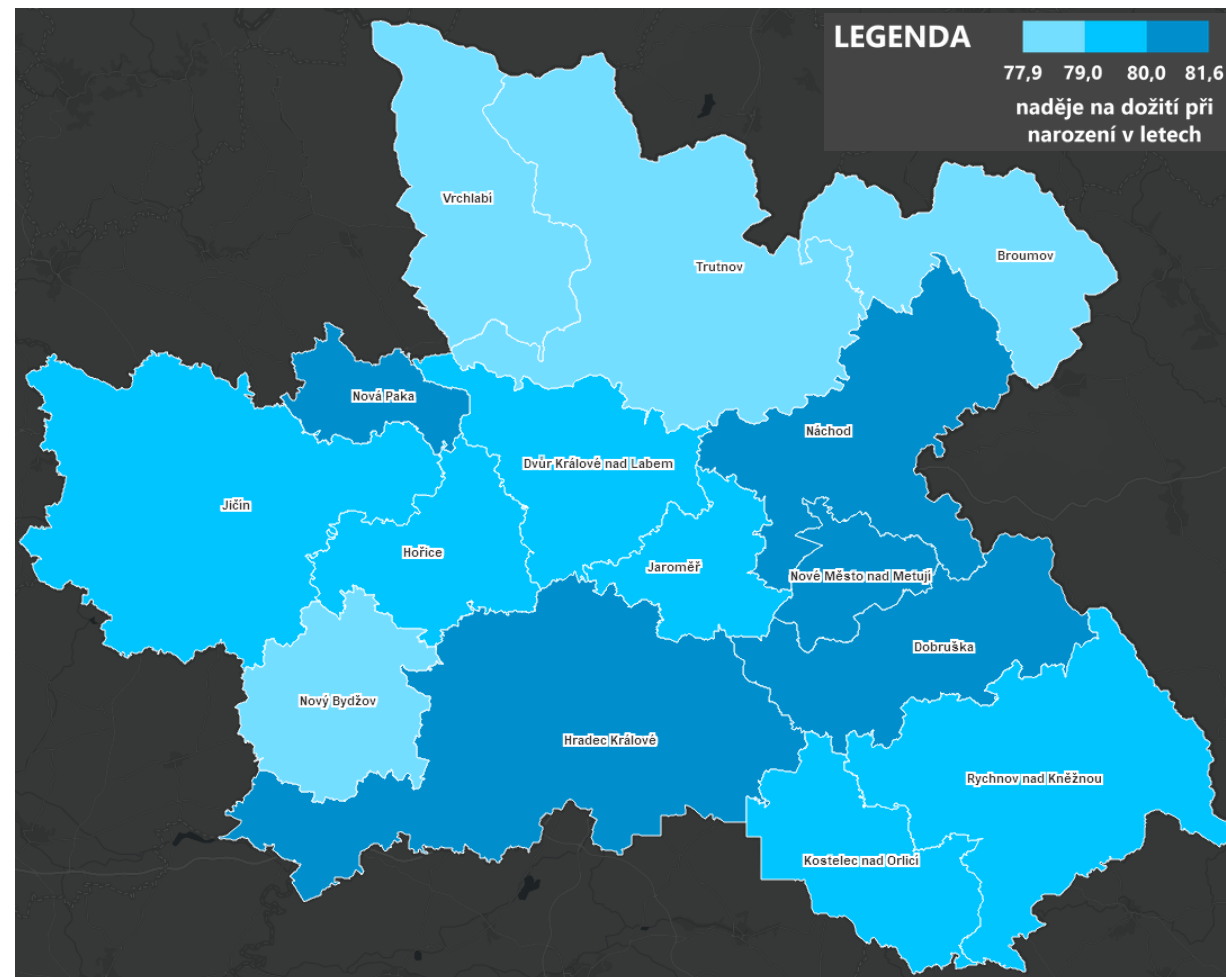 LEGENDA
77,9 79,0 80,0 81,6
naděje na dožití při
narození v letech
Vrchlabí
Trutnov
Broumov
Nová Paka
Náchod
Dvůr Králové nad Labem
Jičín
Hořice
Jaroměř
Nové Město nad Metují
Dobruška
Nový Bydžov
Hradec Králové
Rychnov nad Kněžnou
Kostelec nad Orlicí